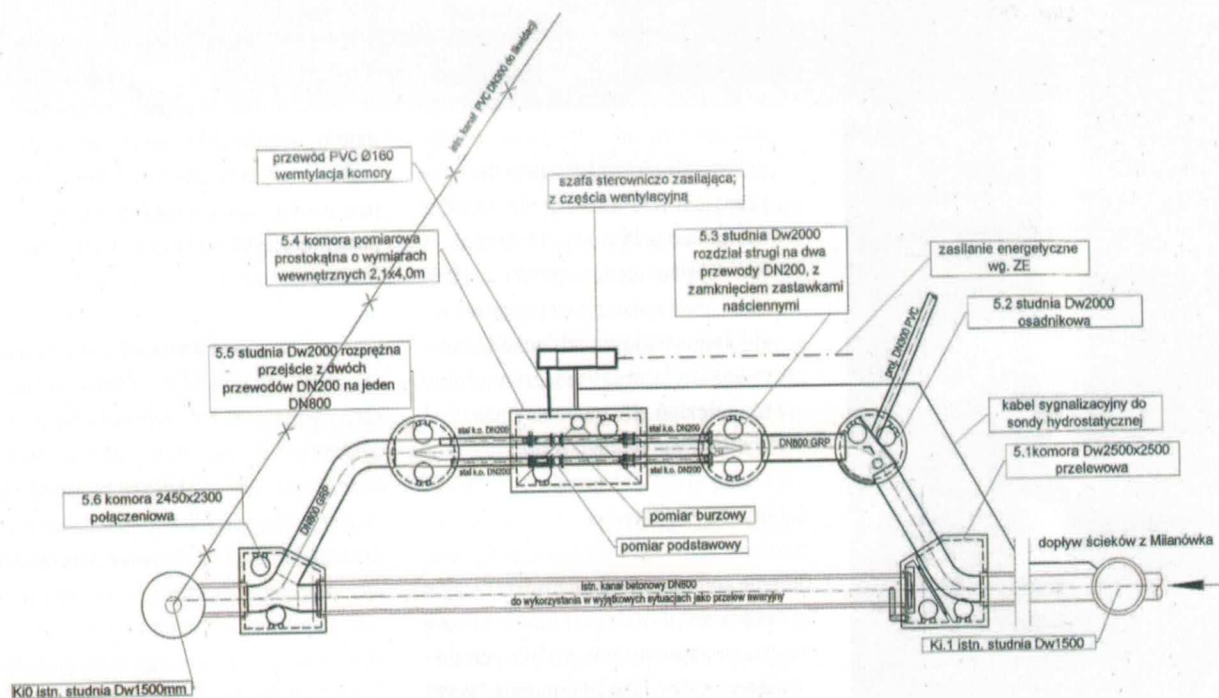 istn. kanał PVC DN300 do likwidacji
przewód PVC Ø160
wemtylacja komory
szafa sterowniczo zasilająca;
z częścia wentylacyjną
5.4 komora pomiarowa
prostokątna o wymiarach
wewnętrznych 2,1x4,0m
5.3 studnia Dw2000
rozdział strugi na dwa
przewody DN200, z
zamknięciem zastawkami
naściennymi
zasilanie energetyczne
wg. ZE
5.2 studnia Dw2000
osadnikowa
5.5 studnia Dw2000 rozprężna
przejście z dwóch
przewodów DN200 na jeden
DN800
proj. DN300 PVC
kabel sygnalizacyjny do
sondy hydrostatycznej
stal k.o. DN200
stal k.o. DN200
stal k.o. DN200
stal k.o. DN200
DN800 GRP
5.1komora Dw2500x2500
przelewowa
5.6 komora 2450x2300
połączeniowa
DN800 GRP
pomiar burzowy
pomiar podstawowy
dopływ ścieków z Milanówka
istn. kanał betonowy DN800
do wykorzystania w wyjątkowych sytuacjach jako przelew awaryjny
Ki.1 istn. studnia Dw1500
Ki0 istn. studnia Dw1500mm